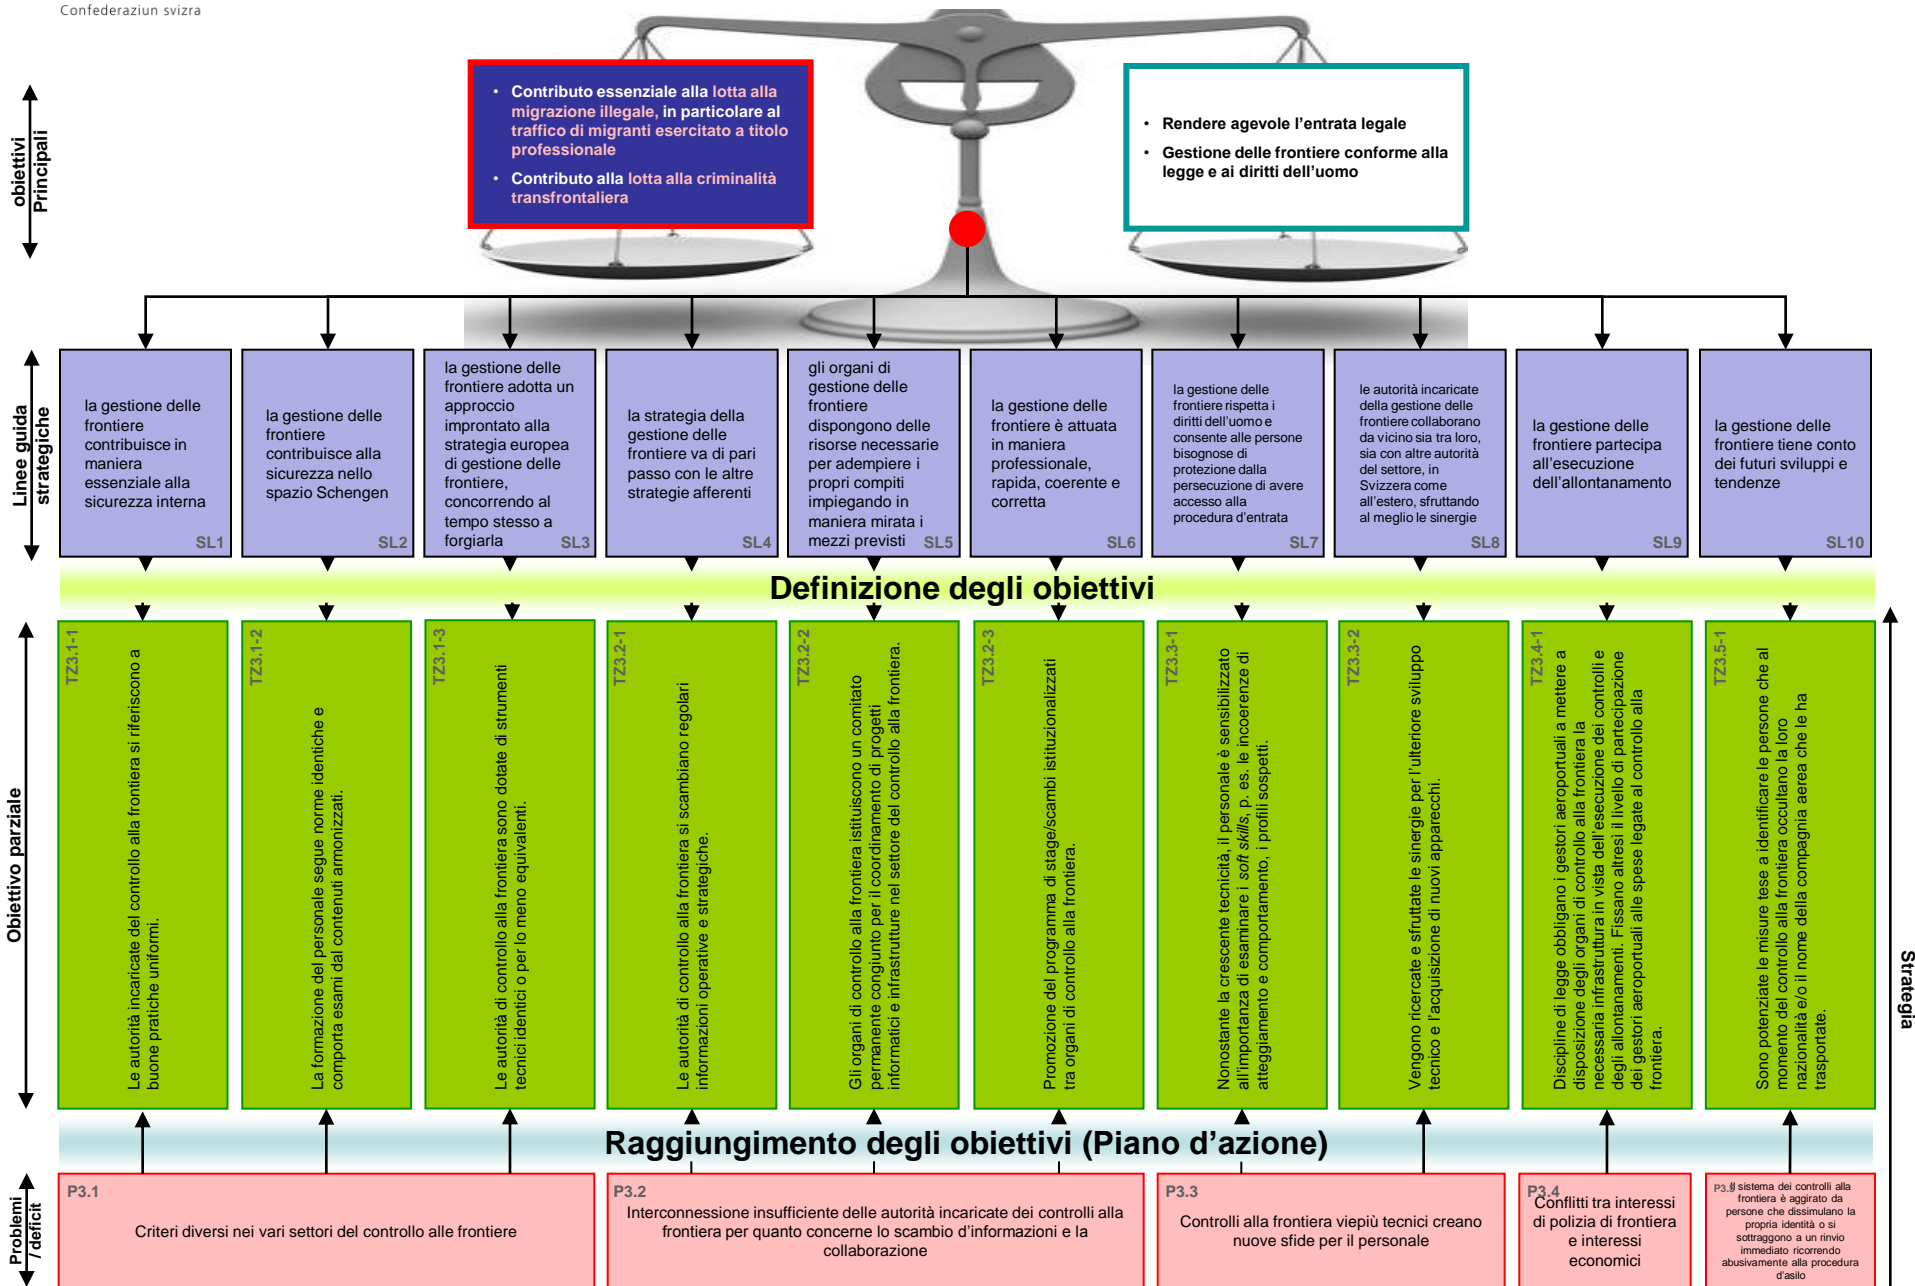 Confederaziun svizra
obiettivi
Principali
• Contributo essenziale alla lotta alla
migrazione illegale, in particolare al
traffico di migranti esercitato a titolo
professionale
• Contributo alla lotta alla criminalità
transfrontaliera
• Rendere agevole l'entrata legale
• Gestione delle frontiere conforme alla
legge e ai diritti dell'uomo
Linee guida
strategiche
la gestione delle
frontiere
contribuisce in
maniera
essenziale alla
sicurezza interna
SL1
la gestione delle
frontiere
contribuisce alla
sicurezza nello
spazio Schengen
SL2
la gestione delle
frontiere adotta un
approccio
improntato alla
strategia europea
di gestione delle
frontiere,
concorrendo al
tempo stesso a
forgiarla
SL3
la strategia della
gestione delle
frontiere va di pari
passo con le altre
strategie afferenti
SL4
gli organi di
gestione delle
frontiere
dispongono delle
risorse necessarie
per adempiere i
propri compiti
impiegando in
maniera mirata i
mezzi previsti
SL5
la gestione delle
frontiere è attuata
in maniera
professionale,
rapida, coerente e
corretta
SL6
la gestione delle
frontiere rispetta i
diritti dell'uomo e
consente alle persone
bisognose di
protezione dalla
persecuzione di avere
accesso alla
procedura d'entrata
SL7
le autorità incaricate
della gestione delle
frontiere collaborano
da vicino sia tra loro,
sia con altre autorità
del settore, in
Svizzera come
all'estero, sfruttando
al meglio le sinergie
SL8
la gestione delle
frontiere partecipa
all'esecuzione
dell'allontanamento
SL9
la gestione delle
frontiere tiene conto
dei futuri sviluppi e
tendenze
SL10
Definizione degli obiettivi
Obiettivo parziale
TZ3.1-1
Le autorità incaricate del controllo alla frontiera si riferiscono a
buone pratiche uniformi.
TZ3.1-2
La formazione del personale segue norme identiche e
comporta esami dal contenuti armonizzati.
TZ3.1-3
Le autorità di controllo alla frontiera sono dotate di strumenti
tecnici identici o per lo meno equivalenti.
TZ3.2-1
Le autorità di controllo alla frontiera si scambiano regolari
informazioni operative e strategiche.
TZ3.2-2
Gli organi di controllo alla frontiera istituiscono un comitato
permanente congiunto per il coordinamento di progetti
informatici e infrastrutture nel settore del controllo alla frontiera.
TZ3.2-3
Promozione del programma di stage/scambi istituzionalizzati
tra organi di controllo alla frontiera.
TZ3.3-1
Nonostante la crescente tecnicità, il personale è sensibilizzato
all'importanza di esaminare i soft skills, p. es. le incoerenze di
atteggiamento e comportamento, i profili sospetti.
TZ3.3-2
Vengono ricercate e sfruttate le sinergie per l'ulteriore sviluppo
tecnico e l'acquisizione di nuovi apparecchi.
TZ3.4-1
Discipline di legge obbligano i gestori aeroportuali a mettere a
disposizione degli organi di controllo alla frontiera la
necessaria infrastruttura in vista dell'esecuzione dei controlli e
degli allontanamenti. Fissano altresì il livello di partecipazione
dei gestori aeroportuali alle spese legate al controllo alla
frontiera.
TZ3.5-1
Sono potenziate le misure tese a identificare le persone che al
momento del controllo alla frontiera occultano la loro
nazionalità e/o il nome della compagnia aerea che le ha
trasportate.
Strategia
Raggiungimento degli obiettivi (Piano d'azione)
Problemi
/ deficit
P3.1
Criteri diversi nei vari settori del controllo alle frontiere
P3.2
Interconnessione insufficiente delle autorità incaricate dei controlli alla
frontiera per quanto concerne lo scambio d'informazioni e la
collaborazione
P3.3
Controlli alla frontiera viepiù tecnici creano
nuove sfide per il personale
P3.4
Conflitti tra interessi
di polizia di frontiera
e interessi
economici
P3.5
Il sistema dei controlli alla
frontiera è aggirato da
persone che dissimulano la
propria identità o si
sottraggono a un rinvio
immediato ricorrendo
abusivamente alla procedura
d'asilo